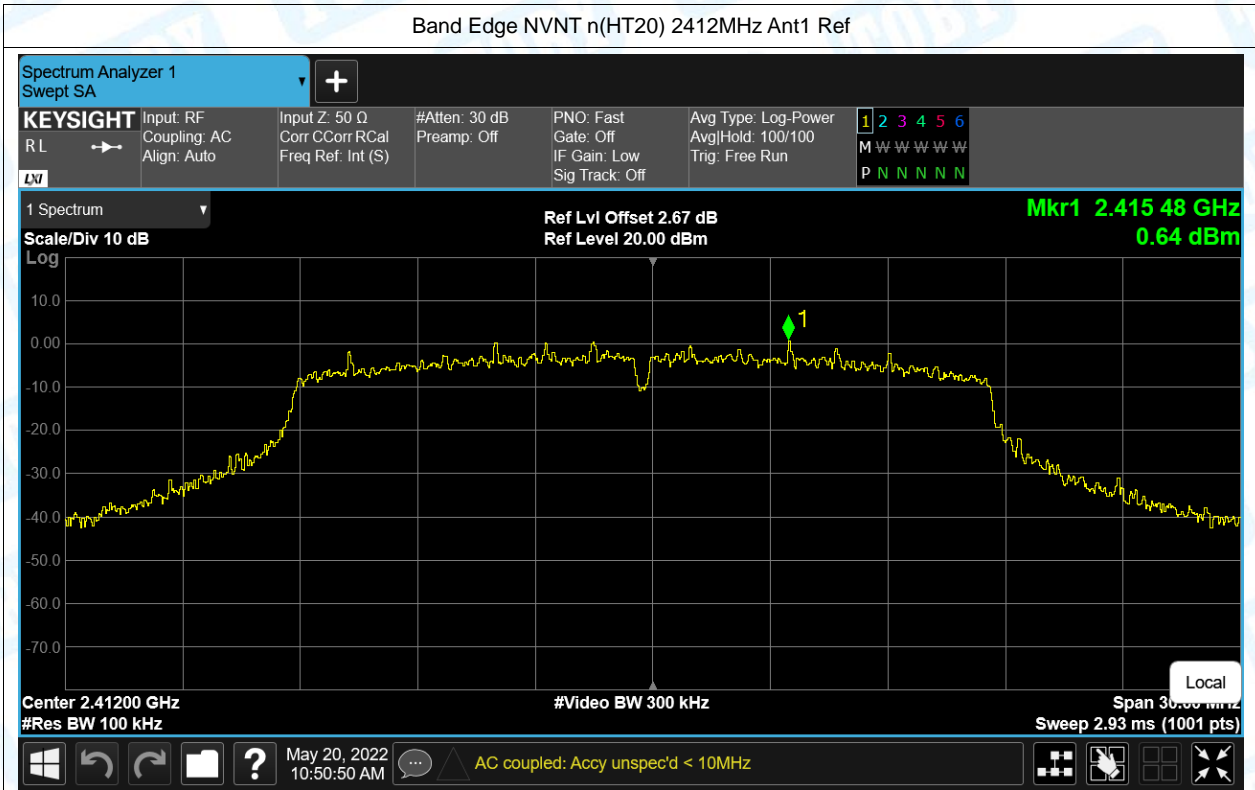 Band Edge NVNT n(HT20) 2412MHz Ant1 Ref
Spectrum Analyzer 1
Swept SA
KEYSIGHT
R L
LXI
Input: RF
Coupling: AC
Align: Auto
Input Z: 50 Ω
Corr CCorr RCal
Freq Ref: Int (S)
#Atten: 30 dB
Preamp: Off
PNO: Fast
Gate: Off
IF Gain: Low
Sig Track: Off
Avg Type: Log-Power
Avg|Hold: 100/100
Trig: Free Run
1 2 3 4 5 6
M W W W W W
P N N N N N
1 Spectrum
Scale/Div 10 dB
Ref Lvl Offset 2.67 dB
Ref Level 20.00 dBm
Mkr1 2.415 48 GHz
0.64 dBm
Log
10.0
0.00
-10.0
-20.0
-30.0
-40.0
-50.0
-60.0
-70.0
1
Local
Center 2.41200 GHz
#Video BW 300 kHz
Span 30.00 MHz
#Res BW 100 kHz
Sweep 2.93 ms (1001 pts)
?
May 20, 2022
10:50:50 AM
AC coupled: Accy unspec'd < 10MHz